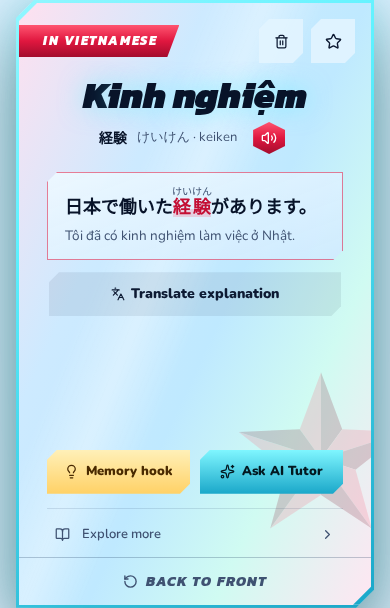 IN VIETNAMESE
Kinh nghiệm
経験 けいけん · keiken
けいけん
日本で働いた経験があります。
Tôi đã có kinh nghiệm làm việc ở Nhật.
Translate explanation
Memory hook
Ask AI Tutor
Explore more
BACK TO FRONT